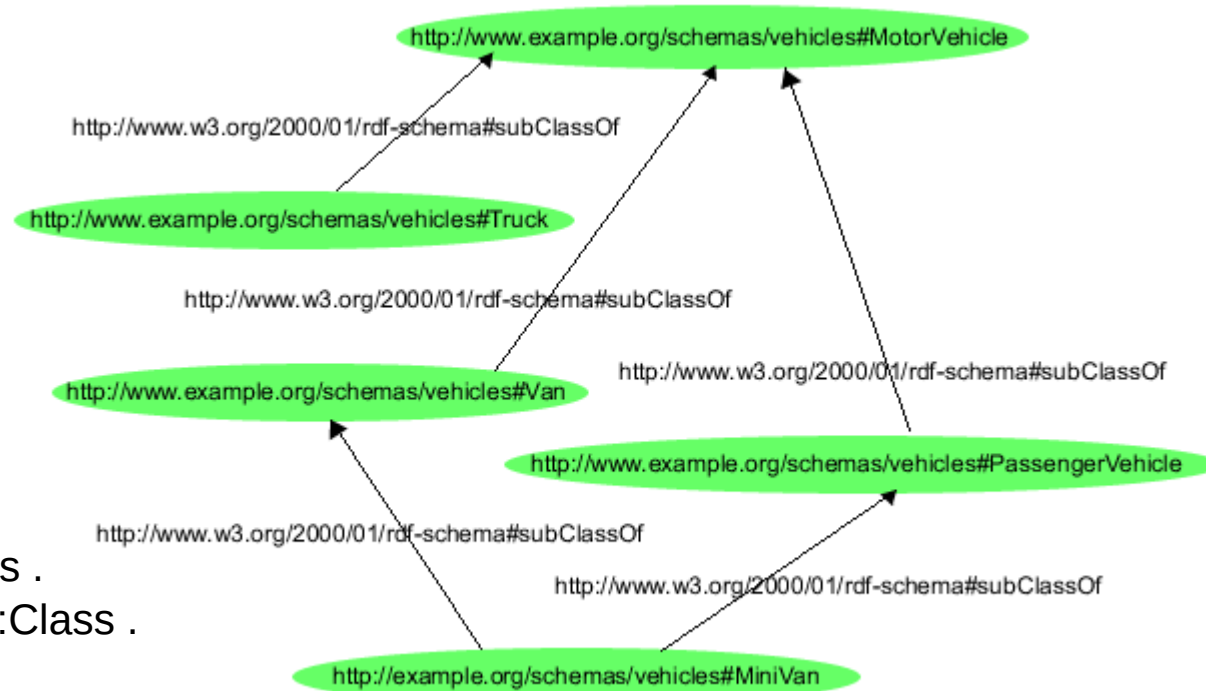 http://www.example.org/schemas/vehicles#MotorVehicle
http://www.w3.org/2000/01/rdf-schema#subClassOf
http://www.example.org/schemas/vehicles#Truck
http://www.w3.org/2000/01/rdf-schema#subClassOf
http://www.w3.org/2000/01/rdf-schema#subClassOf
http://www.example.org/schemas/vehicles#Van
http://www.example.org/schemas/vehicles#PassengerVehicle
http://www.w3.org/2000/01/rdf-schema#subClassOf
s .
http://www.w3.org/2000/01/rdf-schema#subClassOf
:Class .
http://example.org/schemas/vehicles#MiniVan